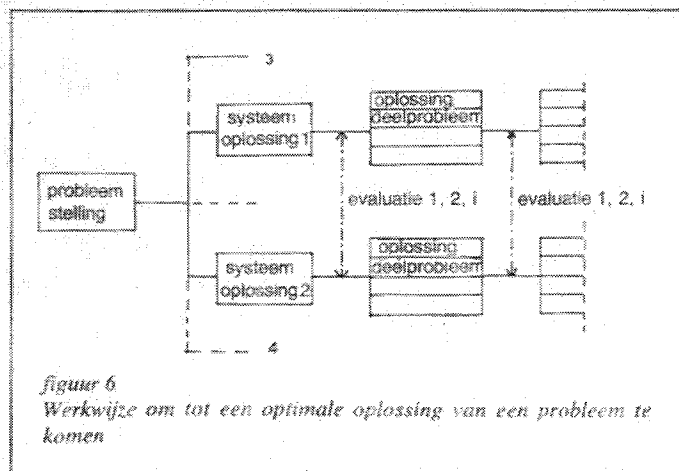 3
oplossing
deelprobleem
systeem
oplossing 1
probleem
stelling
evaluatie 1, 2, i
evaluatie 1, 2, i
oplossing
deelprobleem
systeem
oplossing 2
4
figuur 6
Werkwijze om tot een optimale oplossing van een probleem te
komen